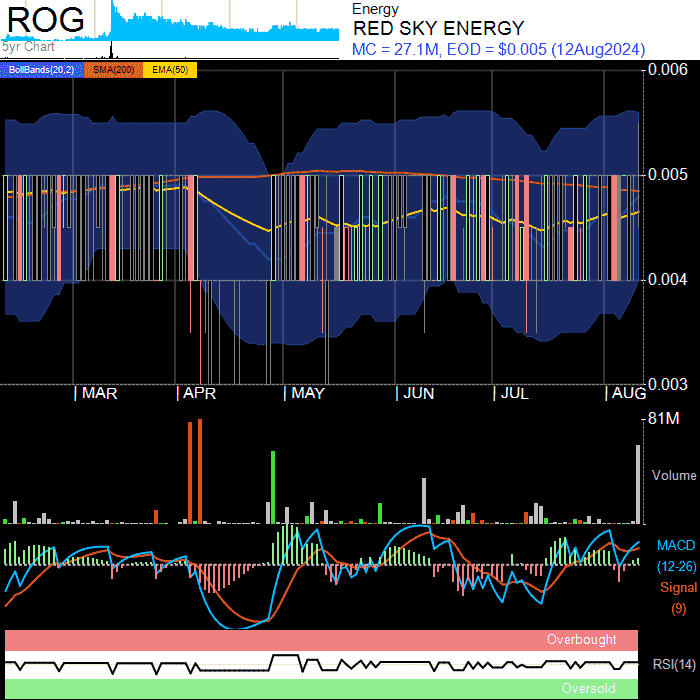 ROG
5yr Chart
Energy
RED SKY ENERGY
MC = 27.1M, EOD = $0.005 (12Aug2024)
BollBands(20,2) SMA(200) EMA(50)
0.006
0.005
0.004
0.003
MAR APR MAY JUN JUL AUG
81M
Volume
MACD
(12-26)
Signal
(9)
Overbought
RSI(14)
Oversold